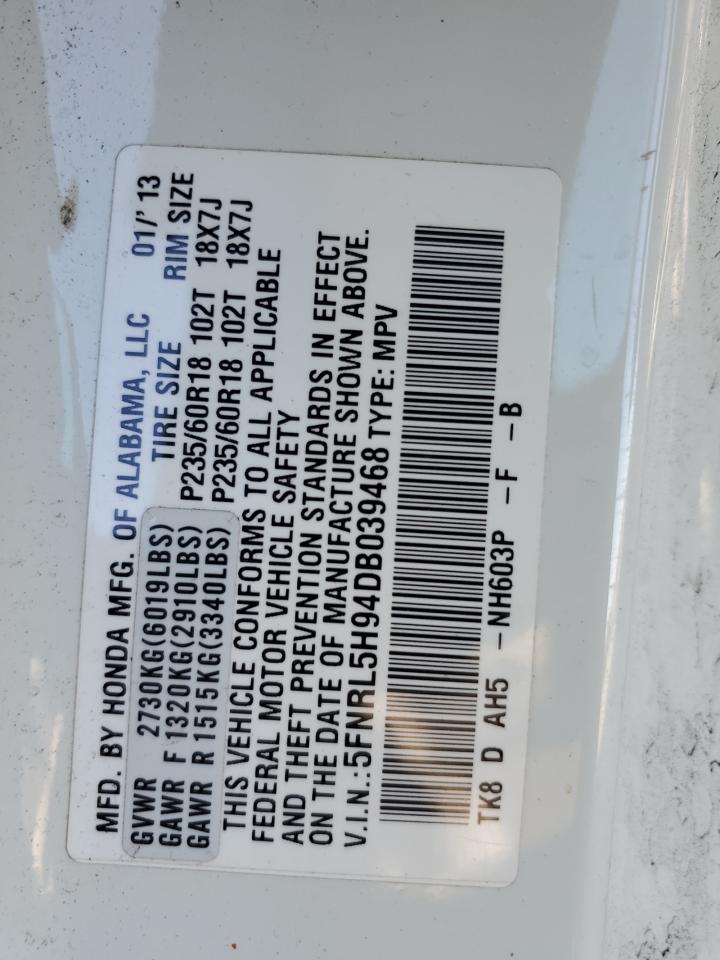 MFD. BY HONDA MFG. OF ALABAMA, LLC 01/' 13
GVWR 2730KG(6019LBS) TIRE SIZE RIM SIZE
GAWR F 1320KG(2910LBS) P235/60R18 102T 18X7J
GAWR R 1515KG(3340LBS) P235/60R18 102T 18X7J
THIS VEHICLE CONFORMS TO ALL APPLICABLE
FEDERAL MOTOR VEHICLE SAFETY
AND THEFT PREVENTION STANDARDS IN EFFECT
ON THE DATE OF MANUFACTURE SHOWN ABOVE.
V.I.N.:5FNRL5H94DB039468 TYPE: MPV
TK8 D AH5 -NH603P -F -B